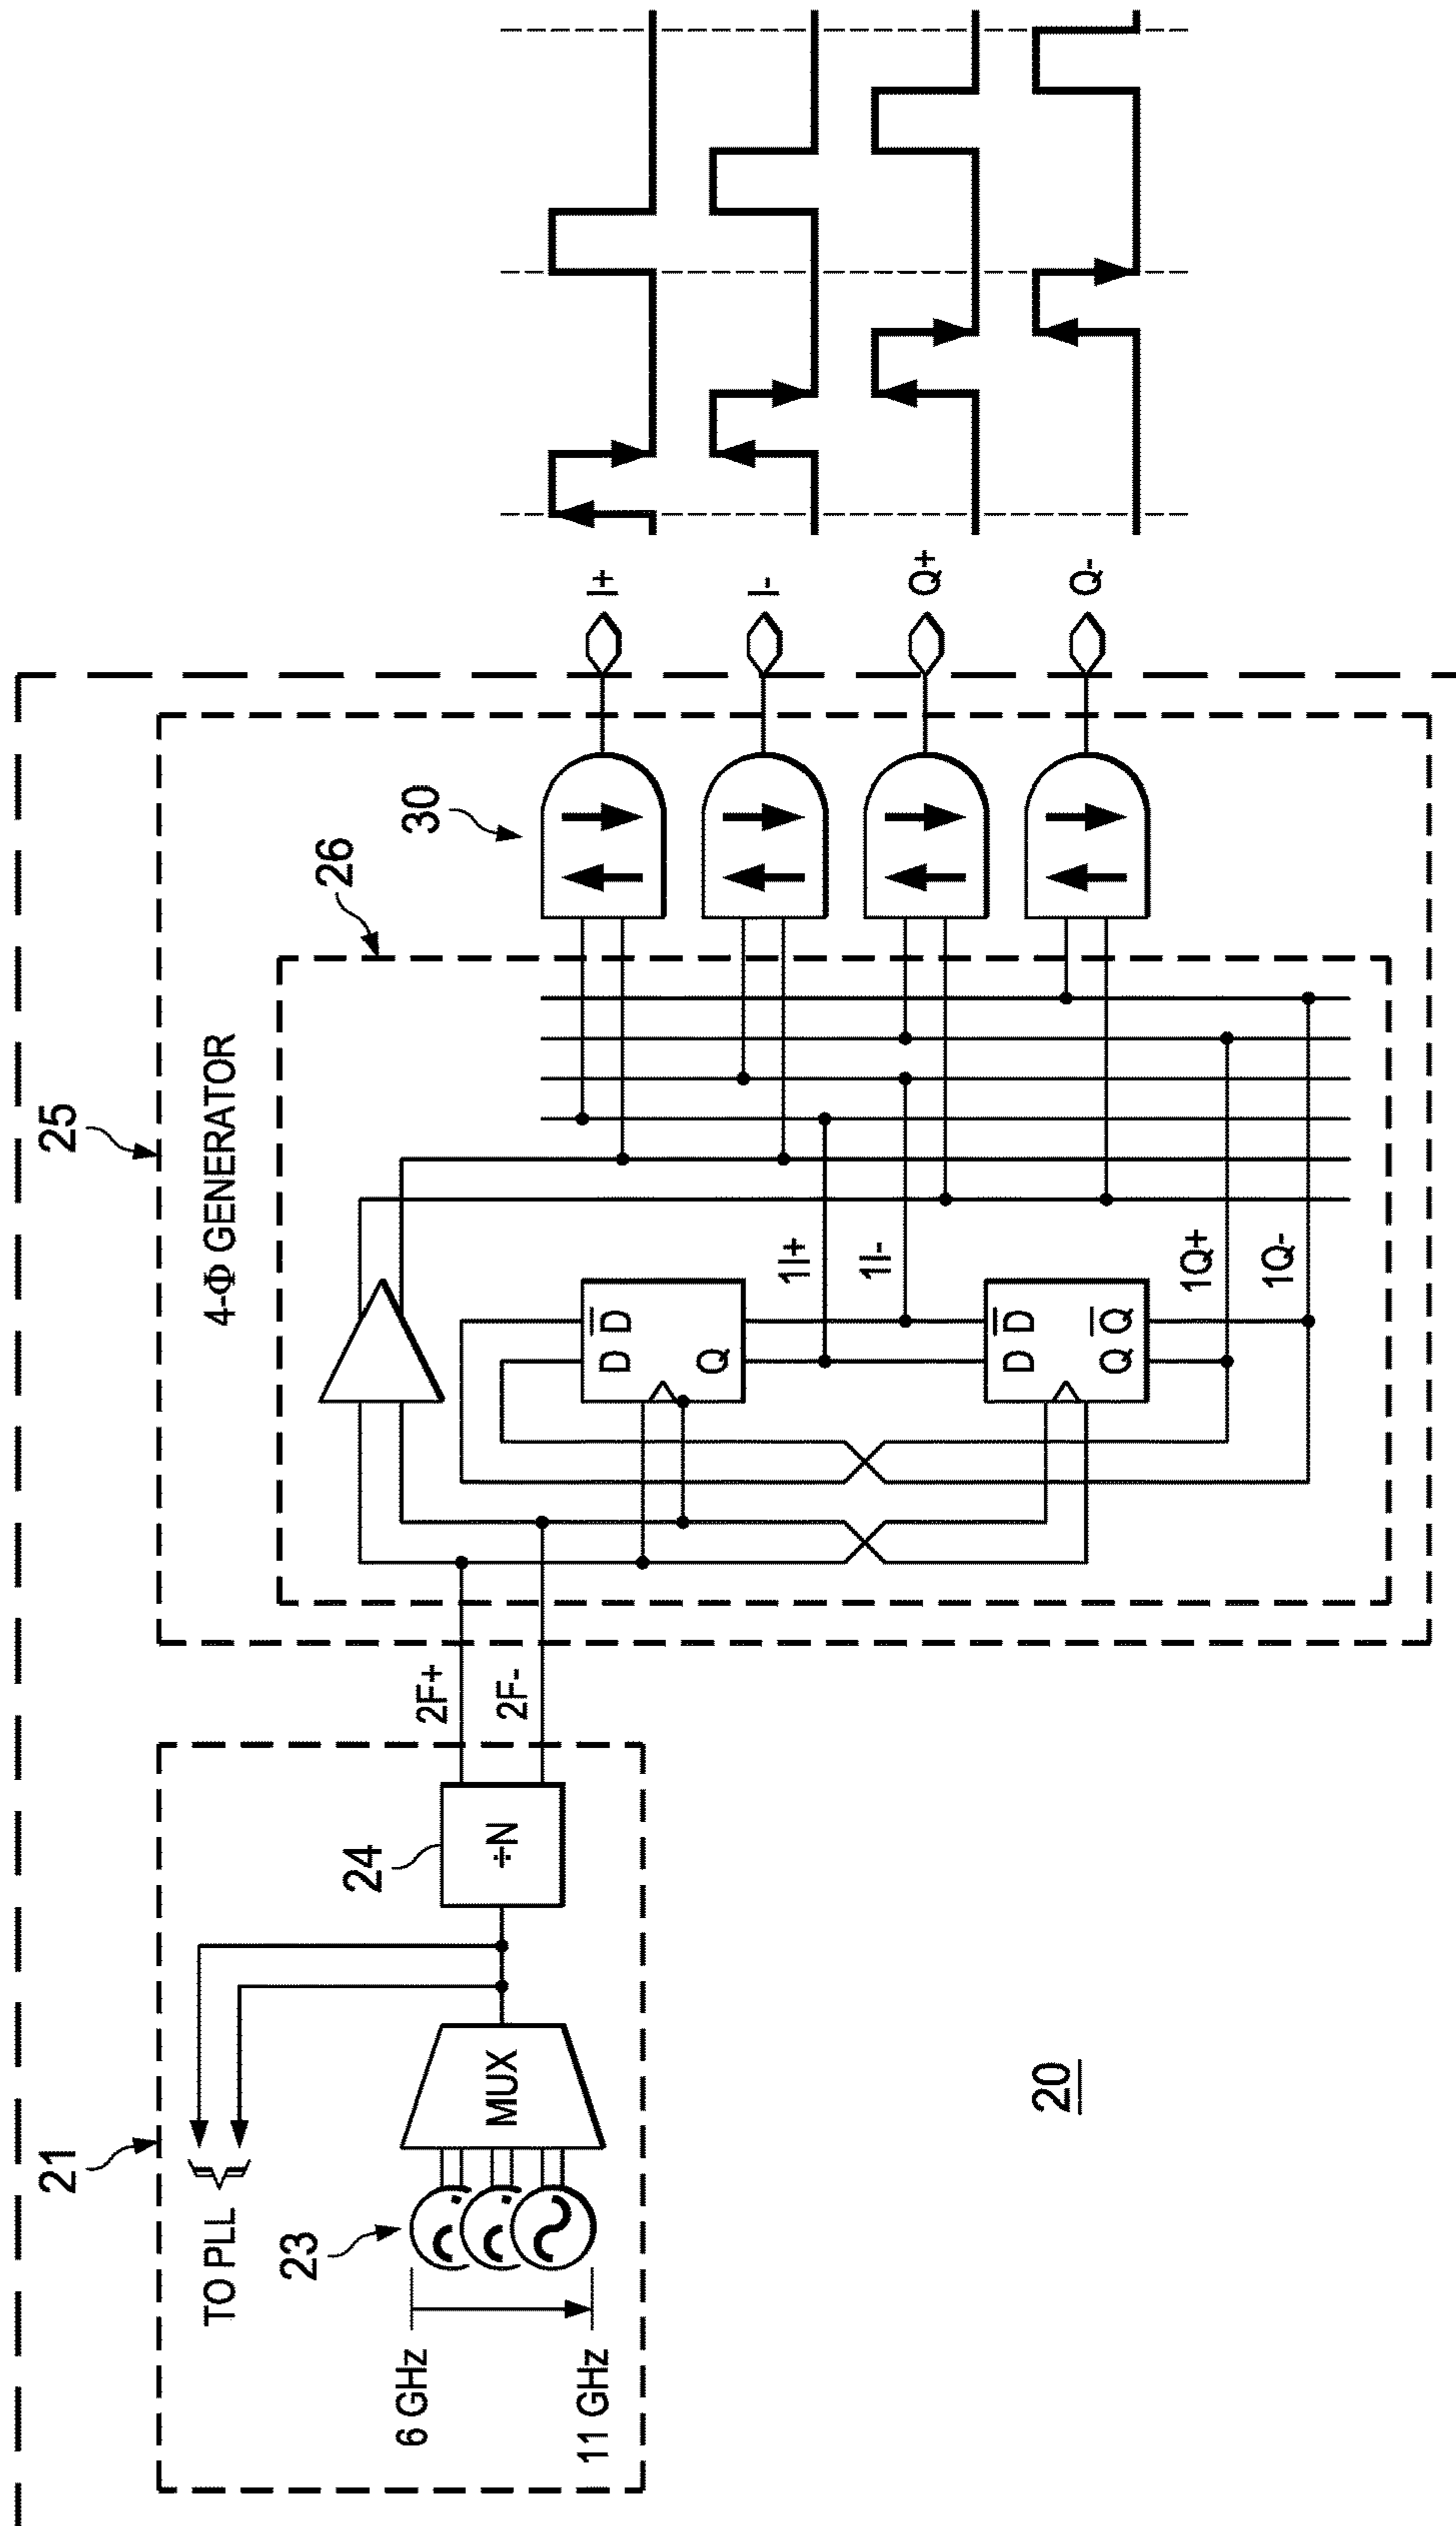 21
TO PLL
23
6 GHz
11 GHz
MUX
24
÷N
20
2F+
2F-
25
4-Φ GENERATOR
26
30
D D̅
Q
D D̅
Q Q̅
1I+
1I-
1Q+
1Q-
I+
I-
Q+
Q-